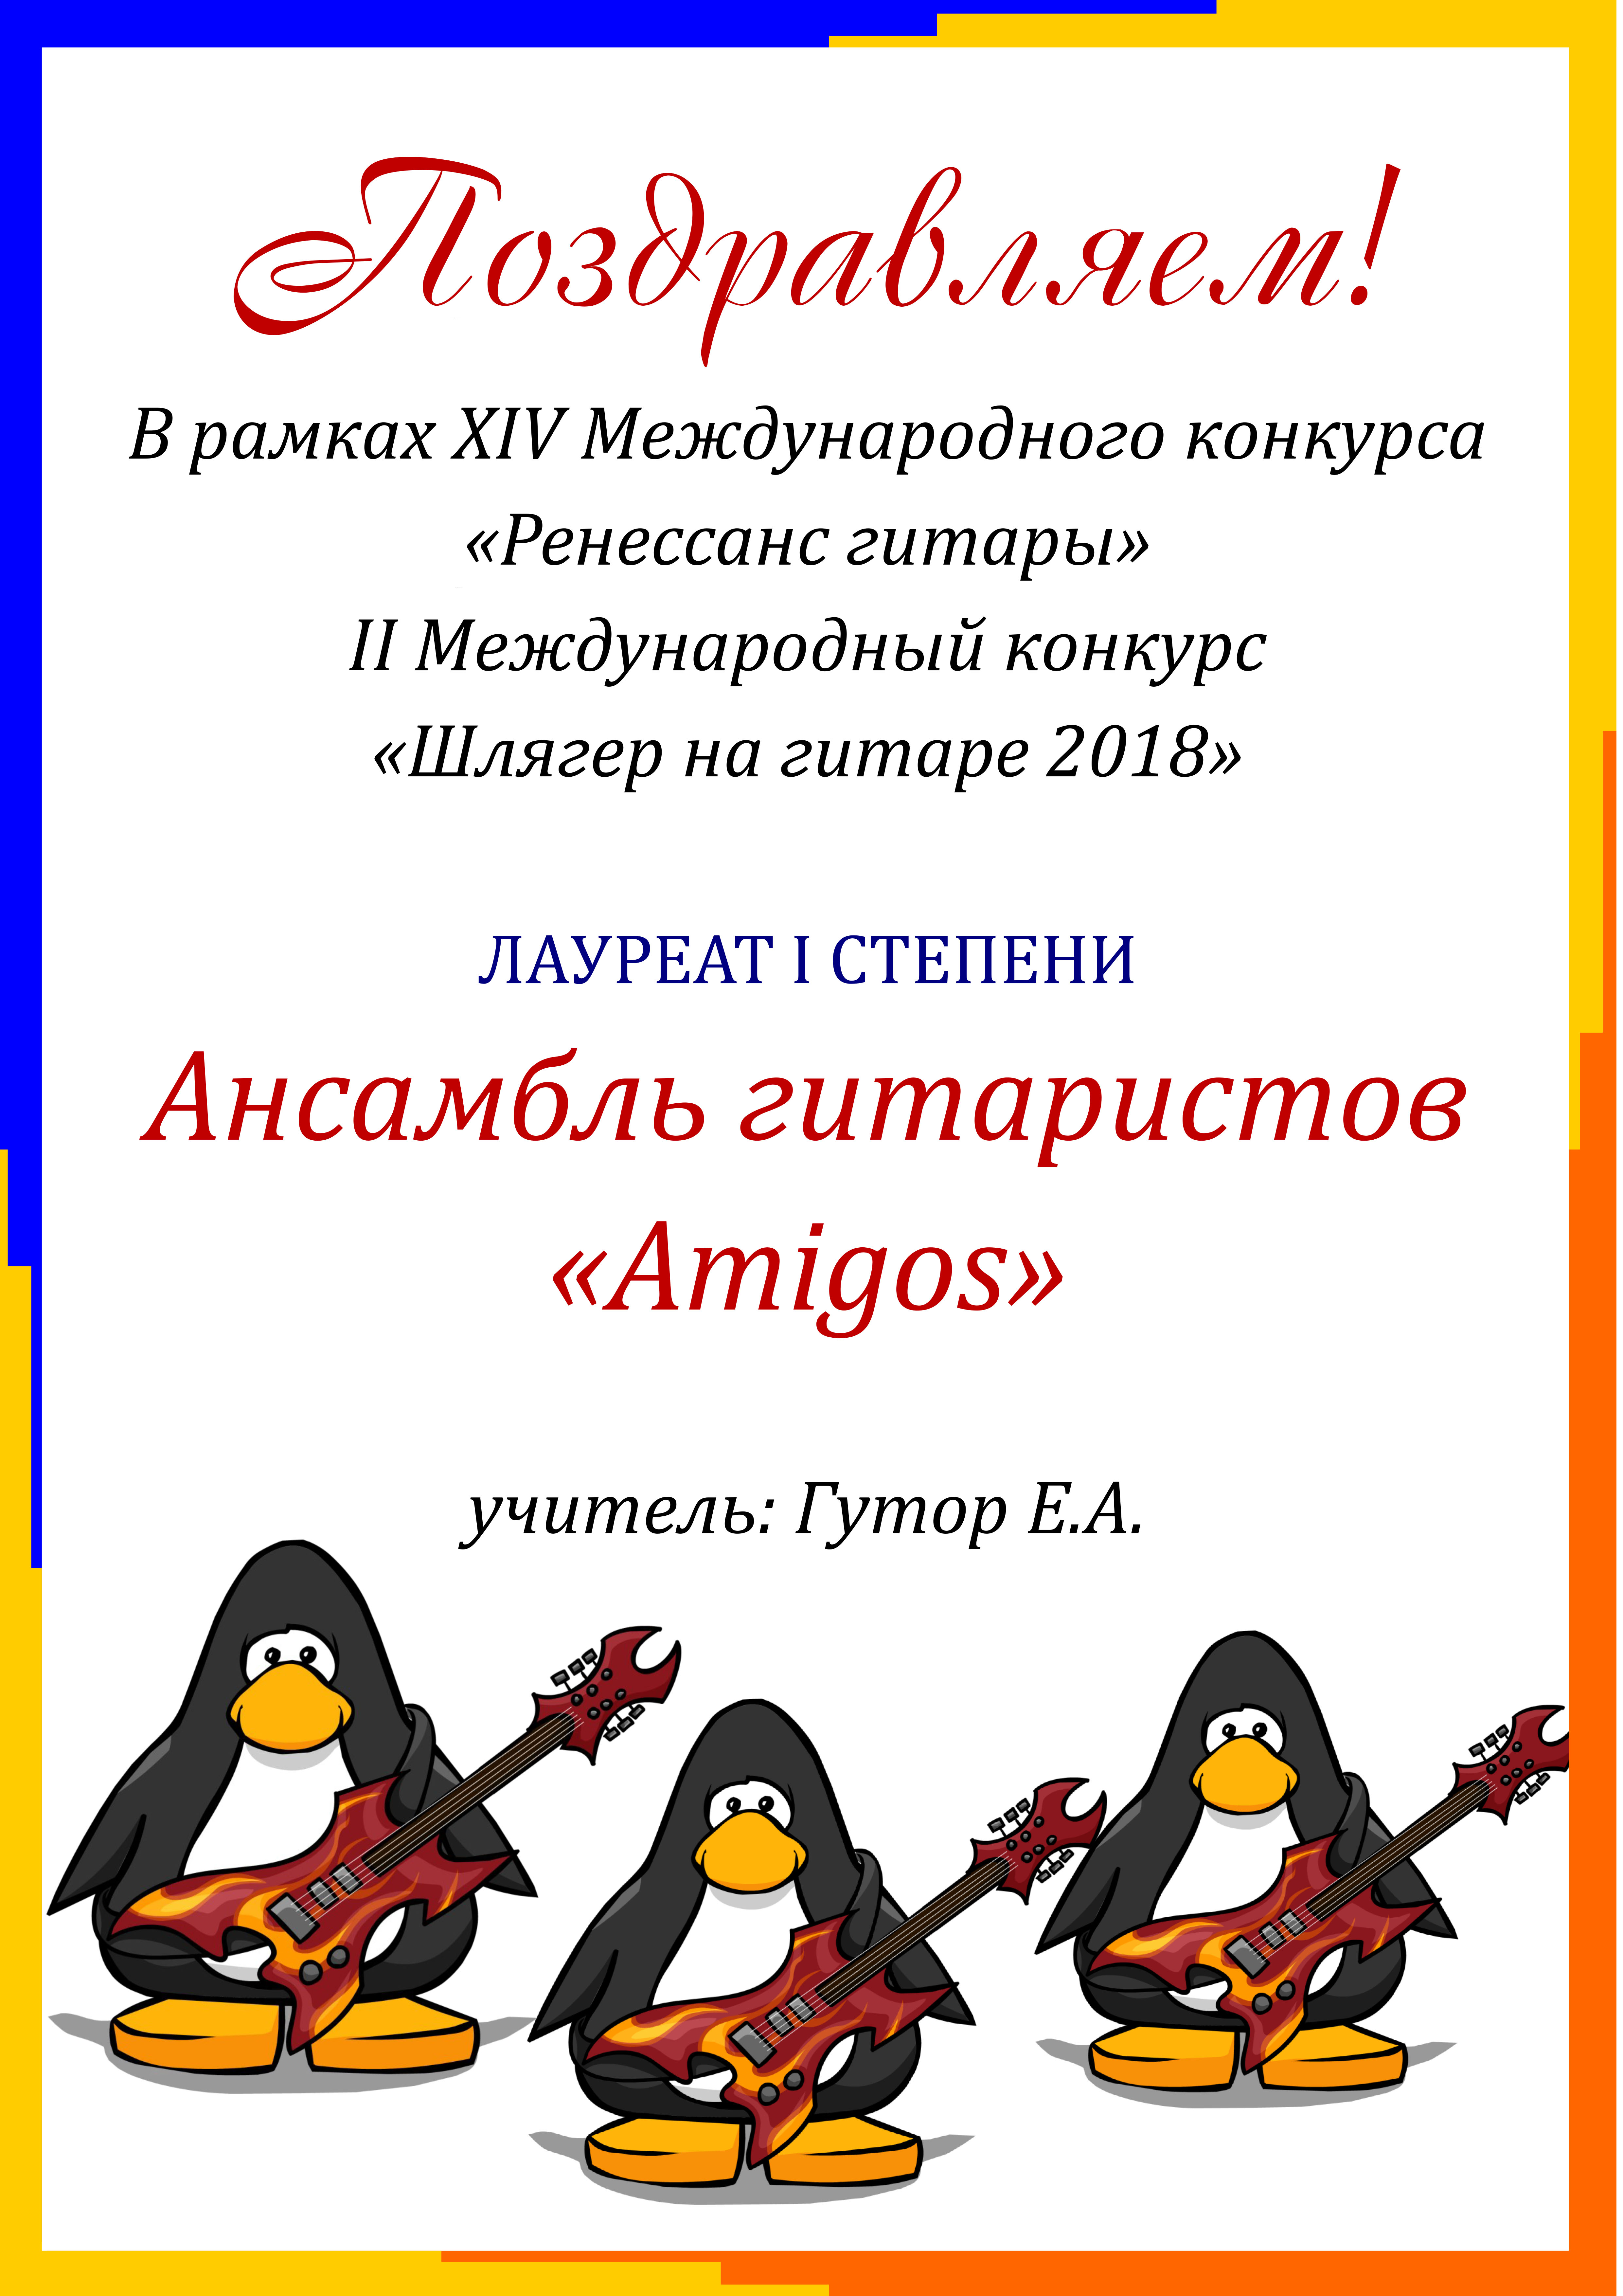 Поздравляем!
В рамках XIV Международного конкурса
«Ренессанс гитары»
II Международный конкурс
«Шлягер на гитаре 2018»
ЛАУРЕАТ I СТЕПЕНИ
Ансамбль гитаристов
«Amigos»
учитель: Гутор Е.А.